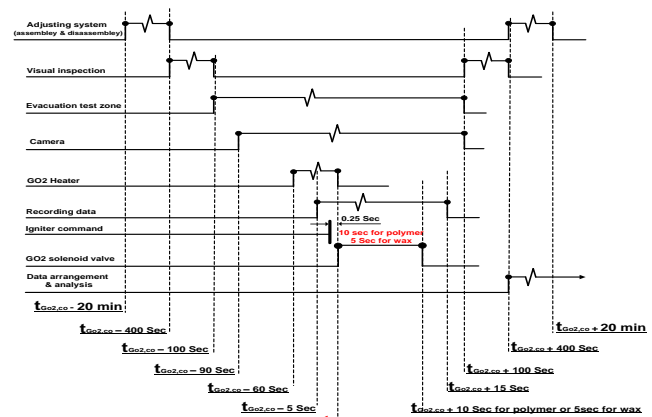 Adjusting system
(assembley & disassembley)
Visual inspection
Evacuation test zone
Camera
GO2 Heater
Recording data
0.25 Sec
Igniter command
10 sec for polymer
5 Sec for wax
GO2 solenoid valve
Data arrangement
& analysis
tGo2,co - 20 min
tGo2,co + 20 min
tGo2,co – 400 Sec
tGo2,co + 400 Sec
tGo2,co – 100 Sec
tGo2,co – 90 Sec
tGo2,co + 100 Sec
tGo2,co – 60 Sec
tGo2,co + 15 Sec
tGo2,co – 5 Sec
tGo2,co + 10 Sec for polymer or 5sec for wax